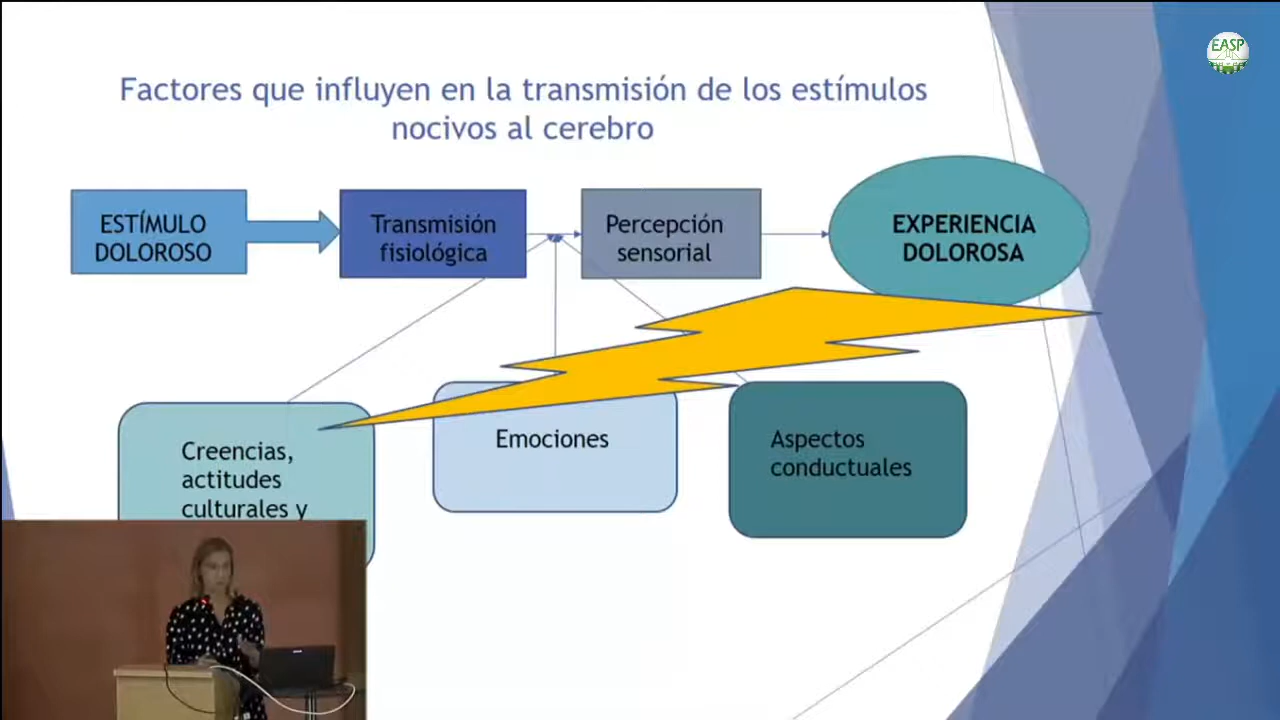 EASP
Factores que influyen en la transmisión de los estímulos
nocivos al cerebro
ESTÍMULO
DOLOROSO
Transmisión
fisiológica
Percepción
sensorial
EXPERIENCIA
DOLOROSA
Creencias,
actitudes
culturales y
Emociones
Aspectos
conductuales